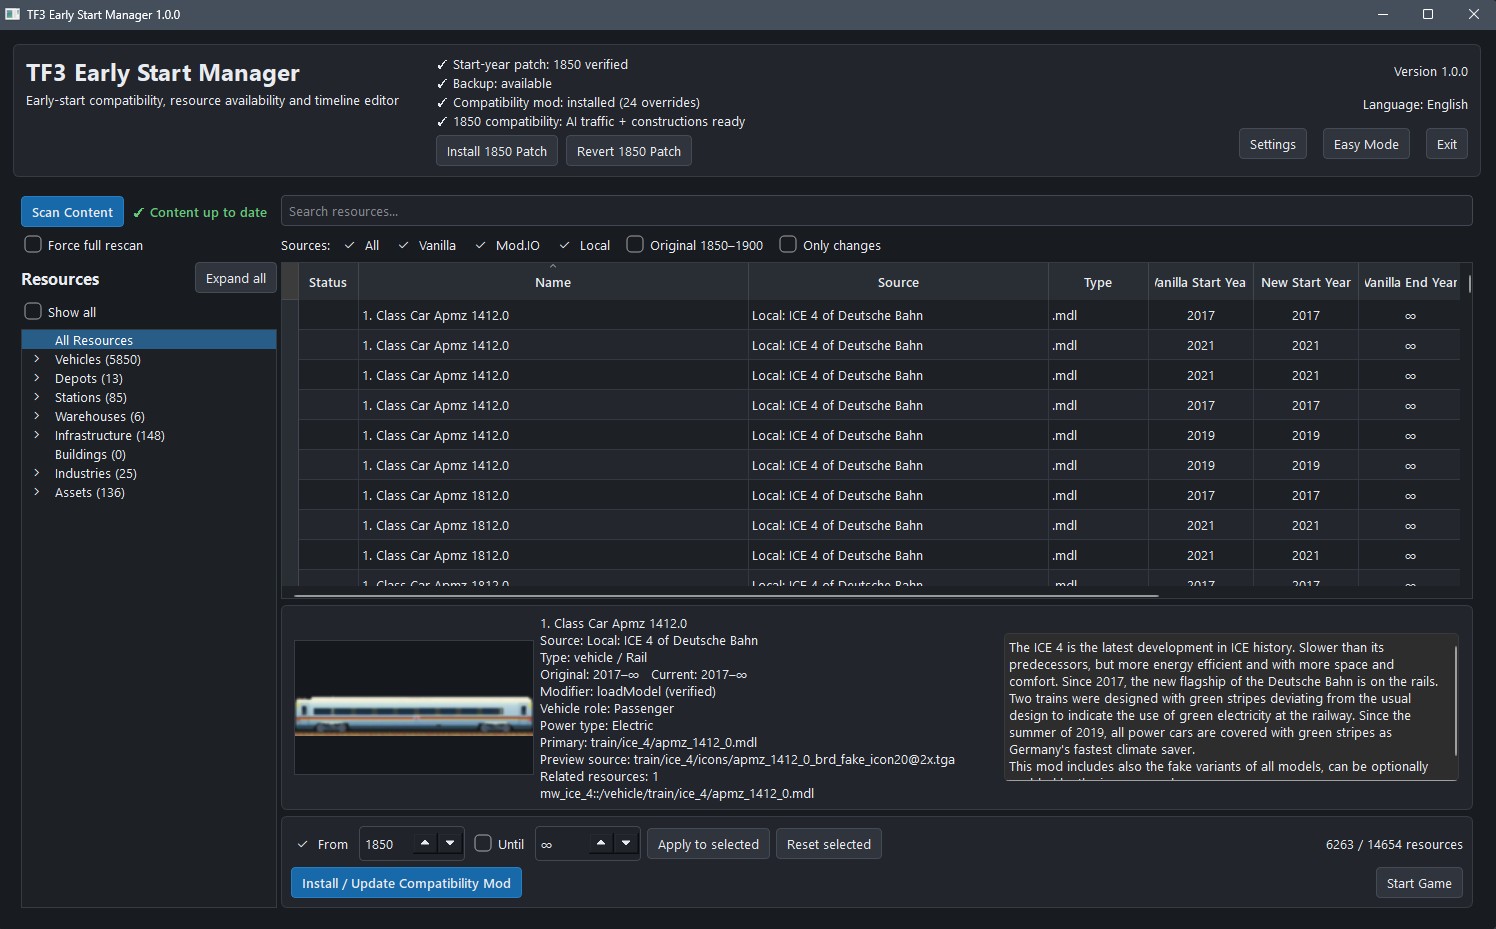 TF3 Early Start Manager 1.0.0
TF3 Early Start Manager
Early-start compatibility, resource availability and timeline editor
✓ Start-year patch: 1850 verified
✓ Backup: available
✓ Compatibility mod: installed (24 overrides)
✓ 1850 compatibility: AI traffic + constructions ready
Install 1850 Patch Revert 1850 Patch
Version 1.0.0
Language: English
Settings Easy Mode Exit
Scan Content ✓ Content up to date
Search resources...
Force full rescan
Sources: ✓ All ✓ Vanilla ✓ Mod.IO ✓ Local Original 1850–1900 Only changes
Resources Expand all
Show all
All Resources
Vehicles (5850)
Depots (13)
Stations (85)
Warehouses (6)
Infrastructure (148)
Buildings (0)
Industries (25)
Assets (136)
Status Name Source Type /anilla Start Yea New Start Year Vanilla End Year
1. Class Car Apmz 1412.0 Local: ICE 4 of Deutsche Bahn .mdl 2017 2017 ∞
1. Class Car Apmz 1412.0 Local: ICE 4 of Deutsche Bahn .mdl 2021 2021 ∞
1. Class Car Apmz 1412.0 Local: ICE 4 of Deutsche Bahn .mdl 2021 2021 ∞
1. Class Car Apmz 1412.0 Local: ICE 4 of Deutsche Bahn .mdl 2017 2017 ∞
1. Class Car Apmz 1412.0 Local: ICE 4 of Deutsche Bahn .mdl 2019 2019 ∞
1. Class Car Apmz 1412.0 Local: ICE 4 of Deutsche Bahn .mdl 2019 2019 ∞
1. Class Car Apmz 1812.0 Local: ICE 4 of Deutsche Bahn .mdl 2017 2017 ∞
1. Class Car Apmz 1812.0 Local: ICE 4 of Deutsche Bahn .mdl 2021 2021 ∞
1. Class Car Apmz 1812.0 Local: ICE 4 of Deutsche Bahn .mdl 2021 2021 ∞
1. Class Car Apmz 1812.0 Local: ICE 4 of Deutsche Bahn .mdl 2017 2017 ∞
1. Class Car Apmz 1412.0
Source: Local: ICE 4 of Deutsche Bahn
Type: vehicle / Rail
Original: 2017–∞ Current: 2017–∞
Modifier: loadModel (verified)
Vehicle role: Passenger
Power type: Electric
Primary: train/ice_4/apmz_1412_0.mdl
Preview source: train/ice_4/icons/apmz_1412_0_brd_fake_icon20@2x.tga
Related resources: 1
mw_ice_4::/vehicle/train/ice_4/apmz_1412_0.mdl
The ICE 4 is the latest development in ICE history. Slower than its
predecessors, but more energy efficient and with more space and
comfort. Since 2017, the new flagship of the Deutsche Bahn is on the rails.
Two trains were designed with green stripes deviating from the usual
design to indicate the use of green electricity at the railway. Since the
summer of 2019, all power cars are covered with green stripes as
Germany's fastest climate saver.
This mod includes also the fake variants of all models, can be optionally
✓ From 1850 Until ∞ Apply to selected Reset selected
6263 / 14654 resources
Install / Update Compatibility Mod
Start Game